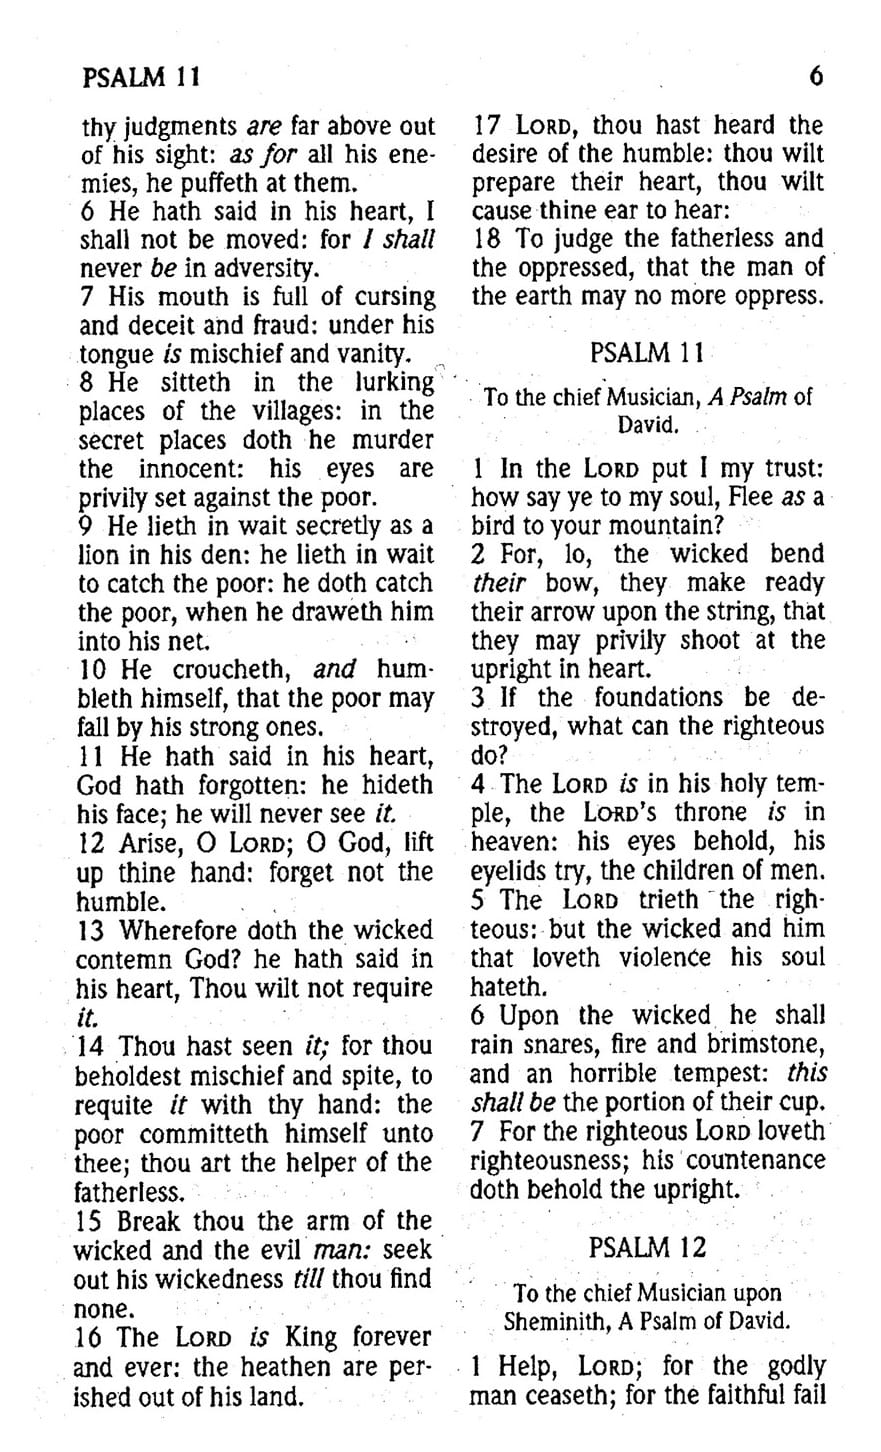 PSALM 11
6
thy judgments are far above out
of his sight: as for all his ene-
mies, he puffeth at them.
6 He hath said in his heart, I
shall not be moved: for I shall
never be in adversity.
7 His mouth is full of cursing
and deceit and fraud: under his
tongue is mischief and vanity.
8 He sitteth in the lurking
places of the villages: in the
secret places doth he murder
the innocent: his eyes are
privily set against the poor.
9 He lieth in wait secretly as a
lion in his den: he lieth in wait
to catch the poor: he doth catch
the poor, when he draweth him
into his net.
10 He croucheth, and hum-
bleth himself, that the poor may
fall by his strong ones.
11 He hath said in his heart,
God hath forgotten: he hideth
his face; he will never see it.
12 Arise, O LORD; O God, lift
up thine hand: forget not the
humble.
13 Wherefore doth the wicked
contemn God? he hath said in
his heart, Thou wilt not require
it.
14 Thou hast seen it; for thou
beholdest mischief and spite, to
requite it with thy hand: the
poor committeth himself unto
thee; thou art the helper of the
fatherless.
15 Break thou the arm of the
wicked and the evil man: seek
out his wickedness till thou find
none.
16 The LORD is King forever
and ever: the heathen are per-
ished out of his land.
17 LORD, thou hast heard the
desire of the humble: thou wilt
prepare their heart, thou wilt
cause thine ear to hear:
18 To judge the fatherless and
the oppressed, that the man of
the earth may no more oppress.
PSALM 11
To the chief Musician, A Psalm of
David.
1 In the LORD put I my trust:
how say ye to my soul, Flee as a
bird to your mountain?
2 For, lo, the wicked bend
their bow, they make ready
their arrow upon the string, that
they may privily shoot at the
upright in heart.
3 If the foundations be de-
stroyed, what can the righteous
do?
4 The LORD is in his holy tem-
ple, the LORD'S throne is in
heaven: his eyes behold, his
eyelids try, the children of men.
5 The LORD trieth the righ-
teous: but the wicked and him
that loveth violence his soul
hateth.
6 Upon the wicked he shall
rain snares, fire and brimstone,
and an horrible tempest: this
shall be the portion of their cup.
7 For the righteous LORD loveth
righteousness; his countenance
doth behold the upright.
PSALM 12
To the chief Musician upon
Sheminith, A Psalm of David.
1 Help, LORD; for the godly
man ceaseth; for the faithful fail